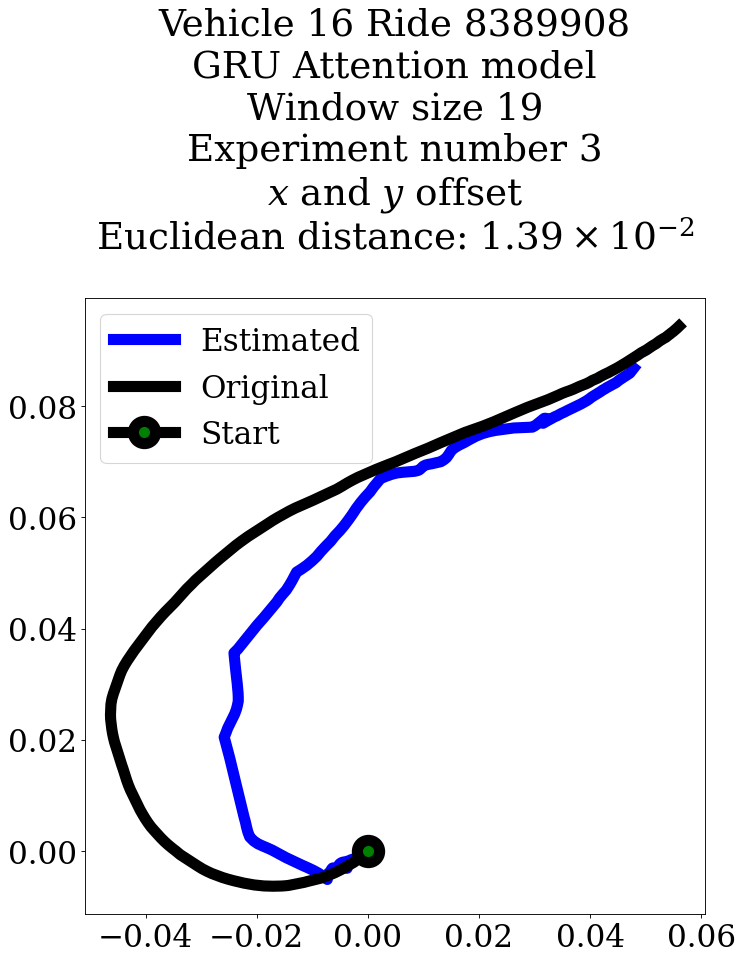 Vehicle 16 Ride 8389908
GRU Attention model
Window size 19
Experiment number 3
x and y offset
Euclidean distance: 1.39 × 10⁻²
Estimated
Original
Start
0.08
0.06
0.04
0.02
0.00
−0.04 −0.02 0.00 0.02 0.04 0.06